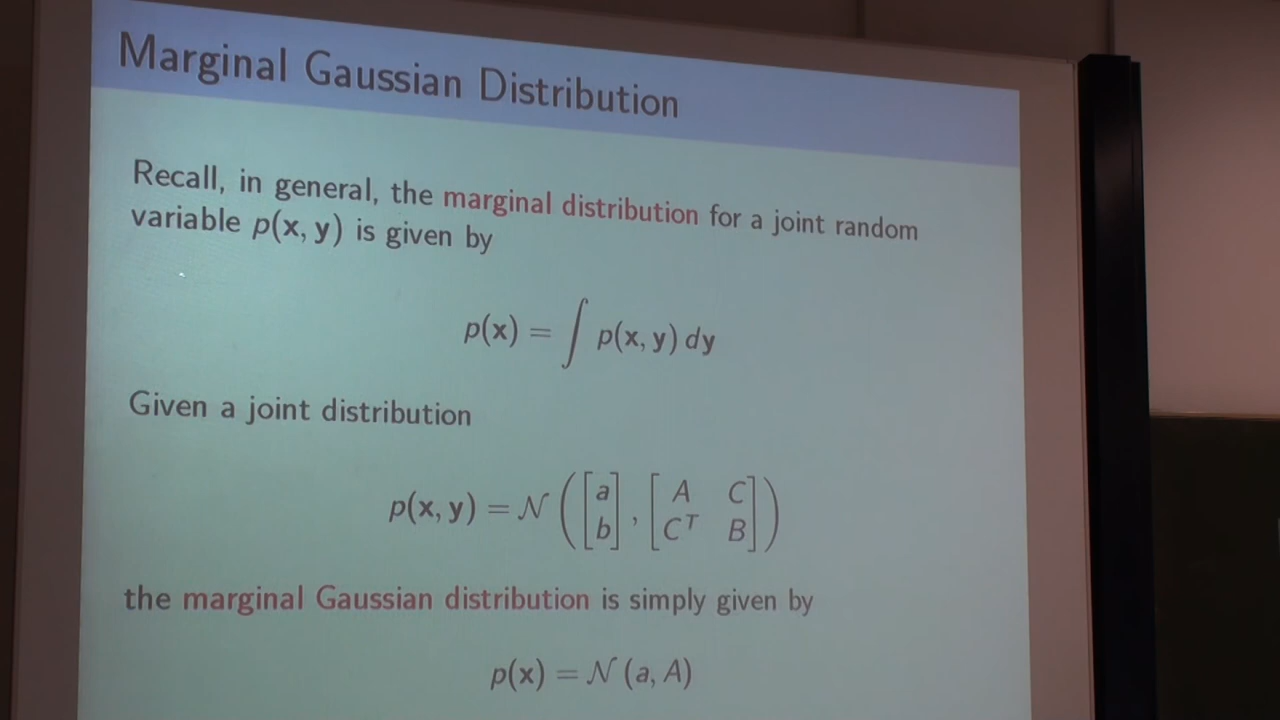 Marginal Gaussian Distribution
Recall, in general, the marginal distribution for a joint random
variable p(x, y) is given by
p(x) = ∫ p(x, y) dy
Given a joint distribution
p(x, y) = 𝒩 ([a b], [A C Cᵀ B])
the marginal Gaussian distribution is simply given by
p(x) = 𝒩 (a, A)